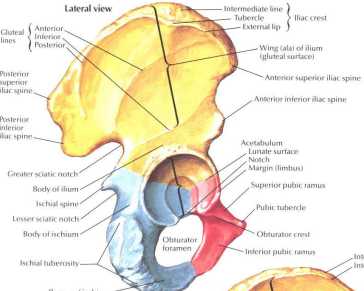 Lateral view
Intermediate line
Tubercle
External lip
Iliac crest
Gluteal
lines
Anterior
Inferior
Posterior
Wing (ala) of ilium
(gluteal surface)
Posterior
superior
iliac spine
Anterior superior iliac spine
Anterior inferior iliac spine
Posterior
inferior
iliac spine
Acetabulum
Lunate surface
Notch
Margin (limbus)
Greater sciatic notch
Body of ilium
Superior pubic ramus
Ischial spine
Pubic tubercle
Lesser sciatic notch
Body of ischium
Obturator
foramen
Obturator crest
Inferior pubic ramus
Ischial tuberosity